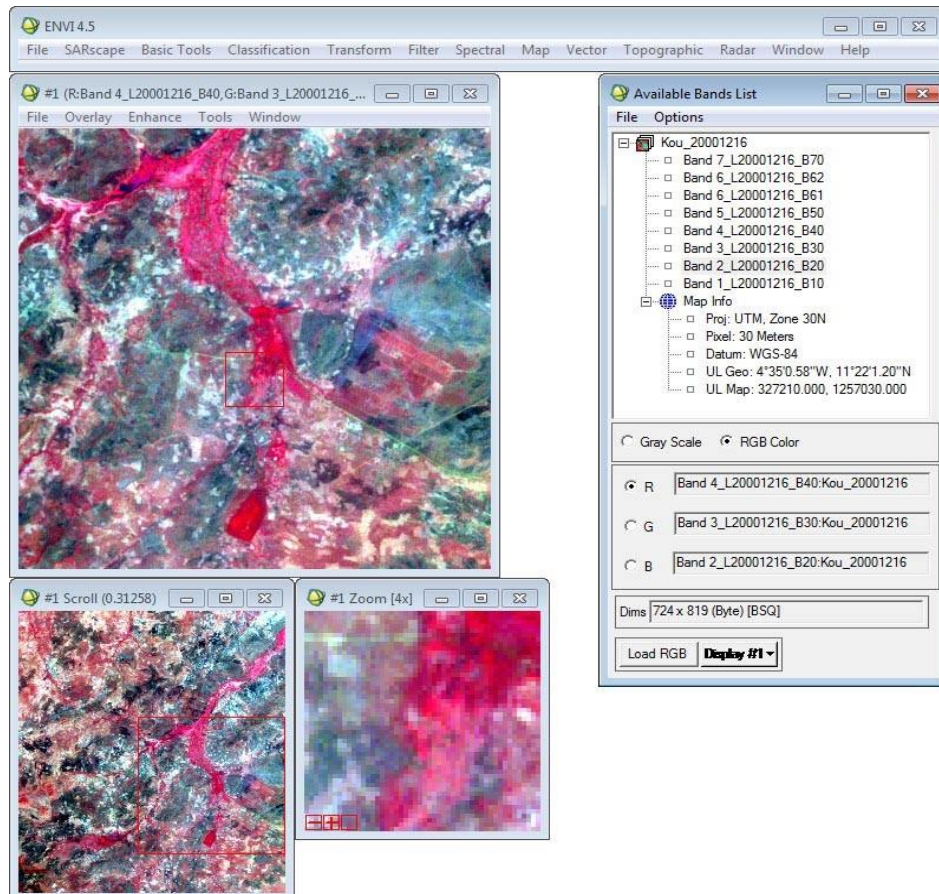 ENVI 4.5
File SARscape Basic Tools Classification Transform Filter Spectral Map Vector Topographic Radar Window Help
#1 (R:Band 4_L20001216_B40,G:Band 3_L20001216_...
File Overlay Enhance Tools Window
Available Bands List
File Options
Kou_20001216
Band 7_L20001216_B70
Band 6_L20001216_B62
Band 6_L20001216_B61
Band 5_L20001216_B50
Band 4_L20001216_B40
Band 3_L20001216_B30
Band 2_L20001216_B20
Band 1_L20001216_B10
Map Info
Proj: UTM, Zone 30N
Pixel: 30 Meters
Datum: WGS-84
UL Geo: 4°35'0.58"W, 11°22'1.20"N
UL Map: 327210.000, 1257030.000
Gray Scale RGB Color
R Band 4_L20001216_B40:Kou_20001216
G Band 3_L20001216_B30:Kou_20001216
B Band 2_L20001216_B20:Kou_20001216
Dims 724 x 819 (Byte) [BSQ]
Load RGB Display #1
#1 Scroll (0.31258)
#1 Zoom [4x]